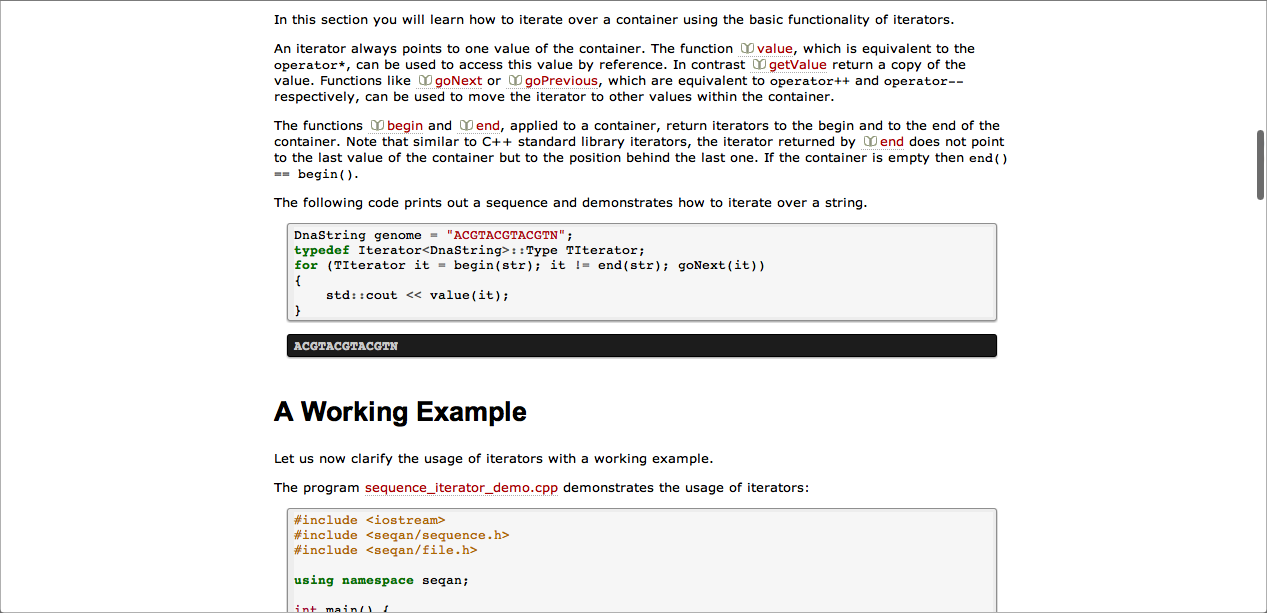 In this section you will learn how to iterate over a container using the basic functionality of iterators.
An iterator always points to one value of the container. The function value, which is equivalent to the
operator*, can be used to access this value by reference. In contrast getValue return a copy of the
value. Functions like goNext or goPrevious, which are equivalent to operator++ and operator--
respectively, can be used to move the iterator to other values within the container.
The functions begin and end, applied to a container, return iterators to the begin and to the end of the
container. Note that similar to C++ standard library iterators, the iterator returned by end does not point
to the last value of the container but to the position behind the last one. If the container is empty then end()
== begin().
The following code prints out a sequence and demonstrates how to iterate over a string.
DnaString genome = "ACGTACGTACGTN";
typedef Iterator<DnaString>::Type TIterator;
for (TIterator it = begin(str); it != end(str); goNext(it))
{
    std::cout << value(it);
}
ACGTACGTACGTN
A Working Example
Let us now clarify the usage of iterators with a working example.
The program sequence_iterator_demo.cpp demonstrates the usage of iterators:
#include <iostream>
#include <seqan/sequence.h>
#include <seqan/file.h>
using namespace seqan;
int main() {